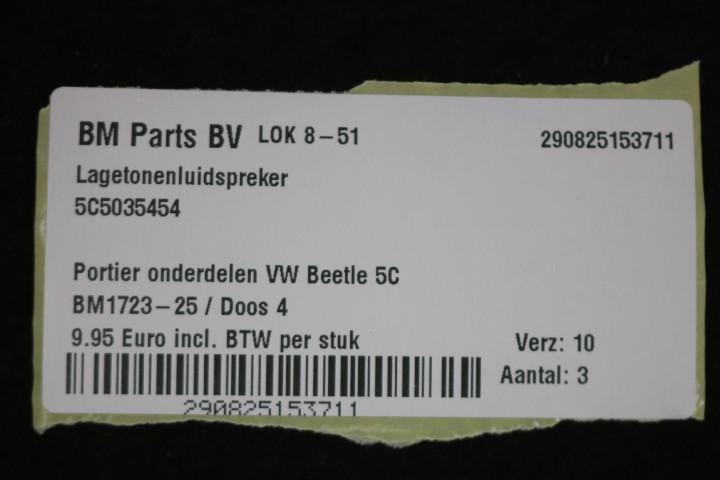 BM Parts BV LOK 8-51 290825153711
Lagetonenluidspreker
5C5035454
Portier onderdelen VW Beetle 5C
BM1723-25 / Doos 4
9.95 Euro incl. BTW per stuk Verz: 10
Aantal: 3
290825153711